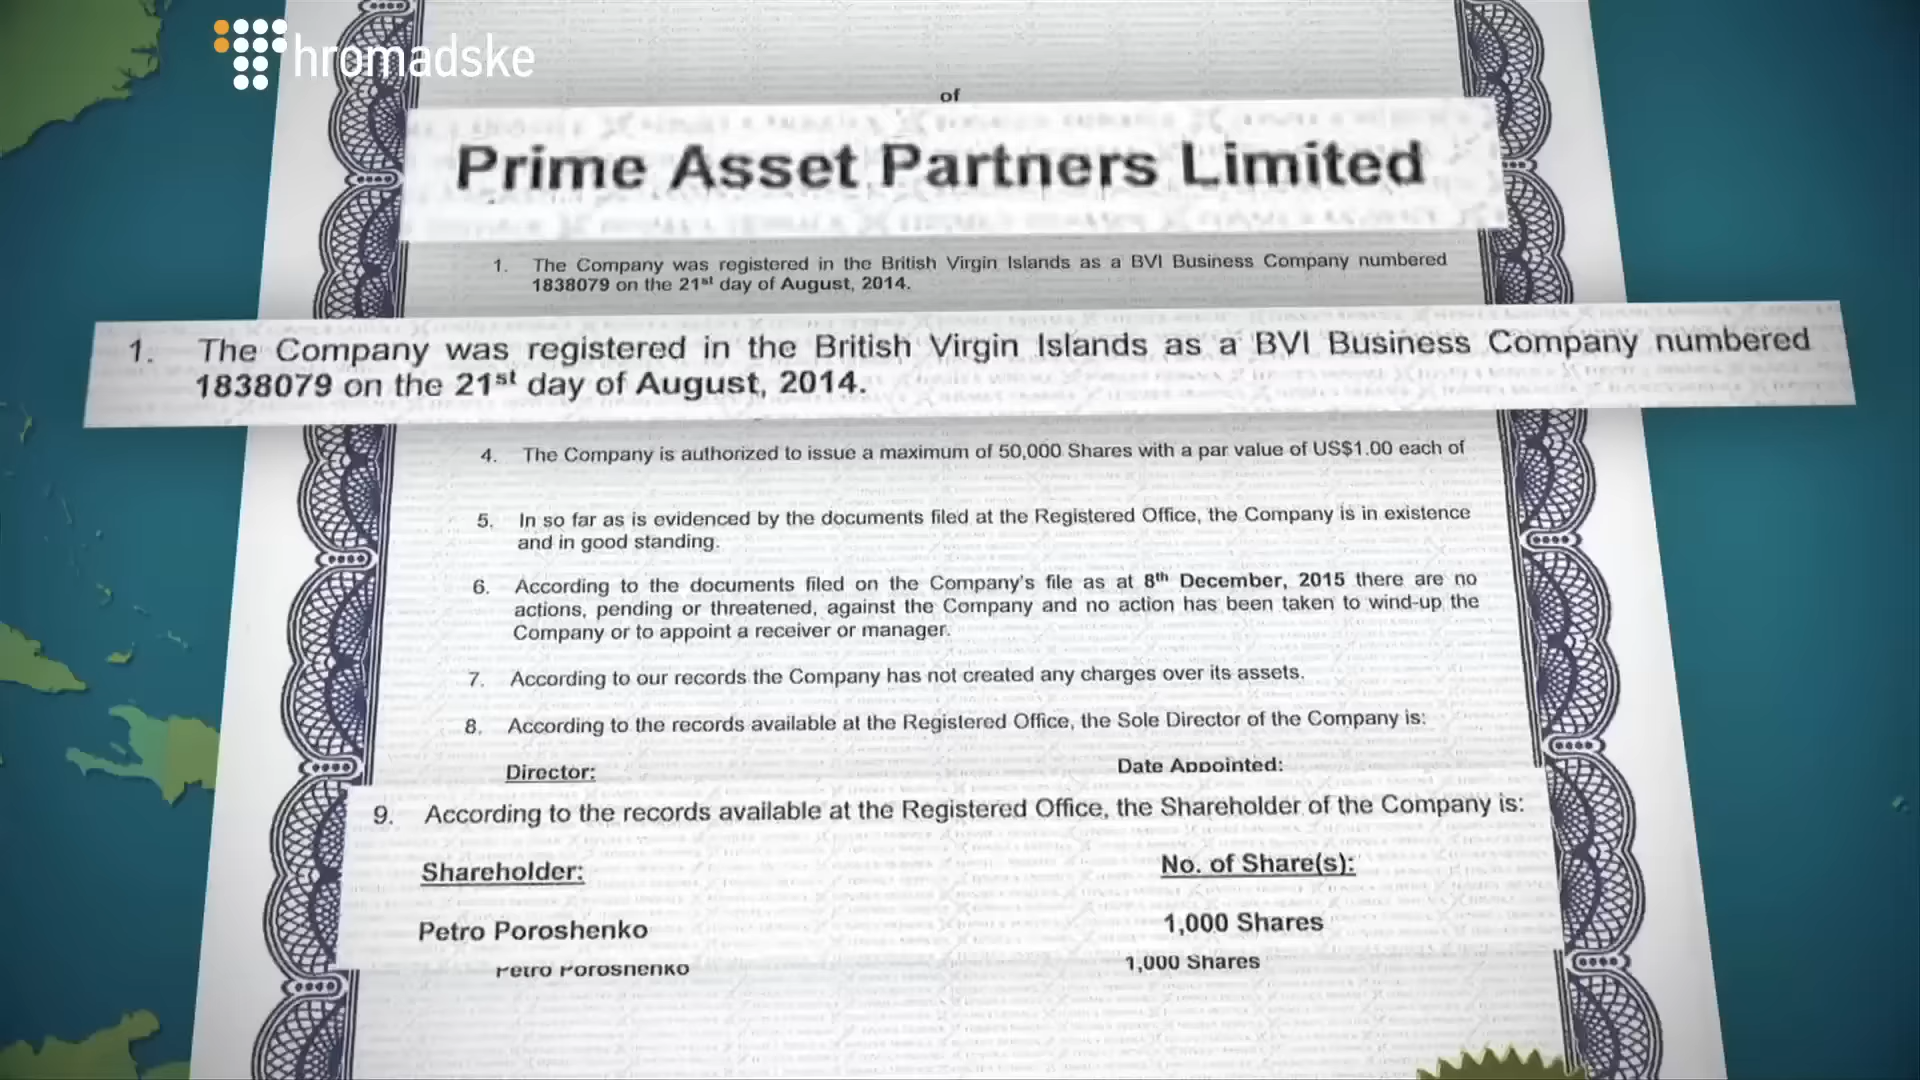 hromadske
of
Prime Asset Partners Limited
1. The Company was registered in the British Virgin Islands as a BVI Business Company numbered
1838079 on the 21st day of August, 2014.
1. The Company was registered in the British Virgin Islands as a BVI Business Company numbered
1838079 on the 21st day of August, 2014.
4. The Company is authorized to issue a maximum of 50,000 Shares with a par value of US$1.00 each of
5. In so far as is evidenced by the documents filed at the Registered Office, the Company is in existence
and in good standing.
6. According to the documents filed on the Company's file as at 8th December, 2015 there are no
actions, pending or threatened, against the Company and no action has been taken to wind-up the
Company or to appoint a receiver or manager.
7. According to our records the Company has not created any charges over its assets.
8. According to the records available at the Registered Office, the Sole Director of the Company is:
Director: Date Appointed:
9. According to the records available at the Registered Office, the Shareholder of the Company is:
Shareholder: No. of Share(s):
Petro Poroshenko 1,000 Shares
Petro Poroshenko 1,000 Shares